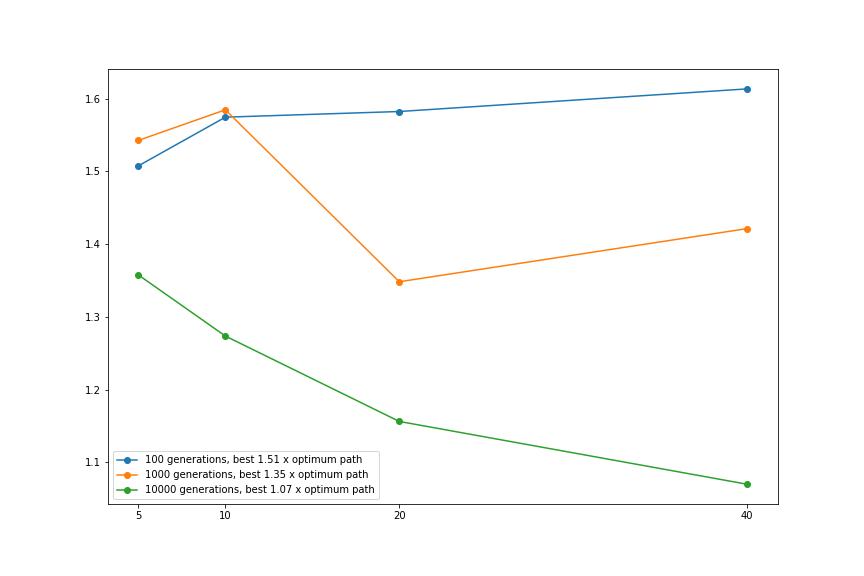 1.6
1.5
1.4
1.3
1.2
1.1
100 generations, best 1.51 x optimum path
1000 generations, best 1.35 x optimum path
10000 generations, best 1.07 x optimum path
5 10 20 40